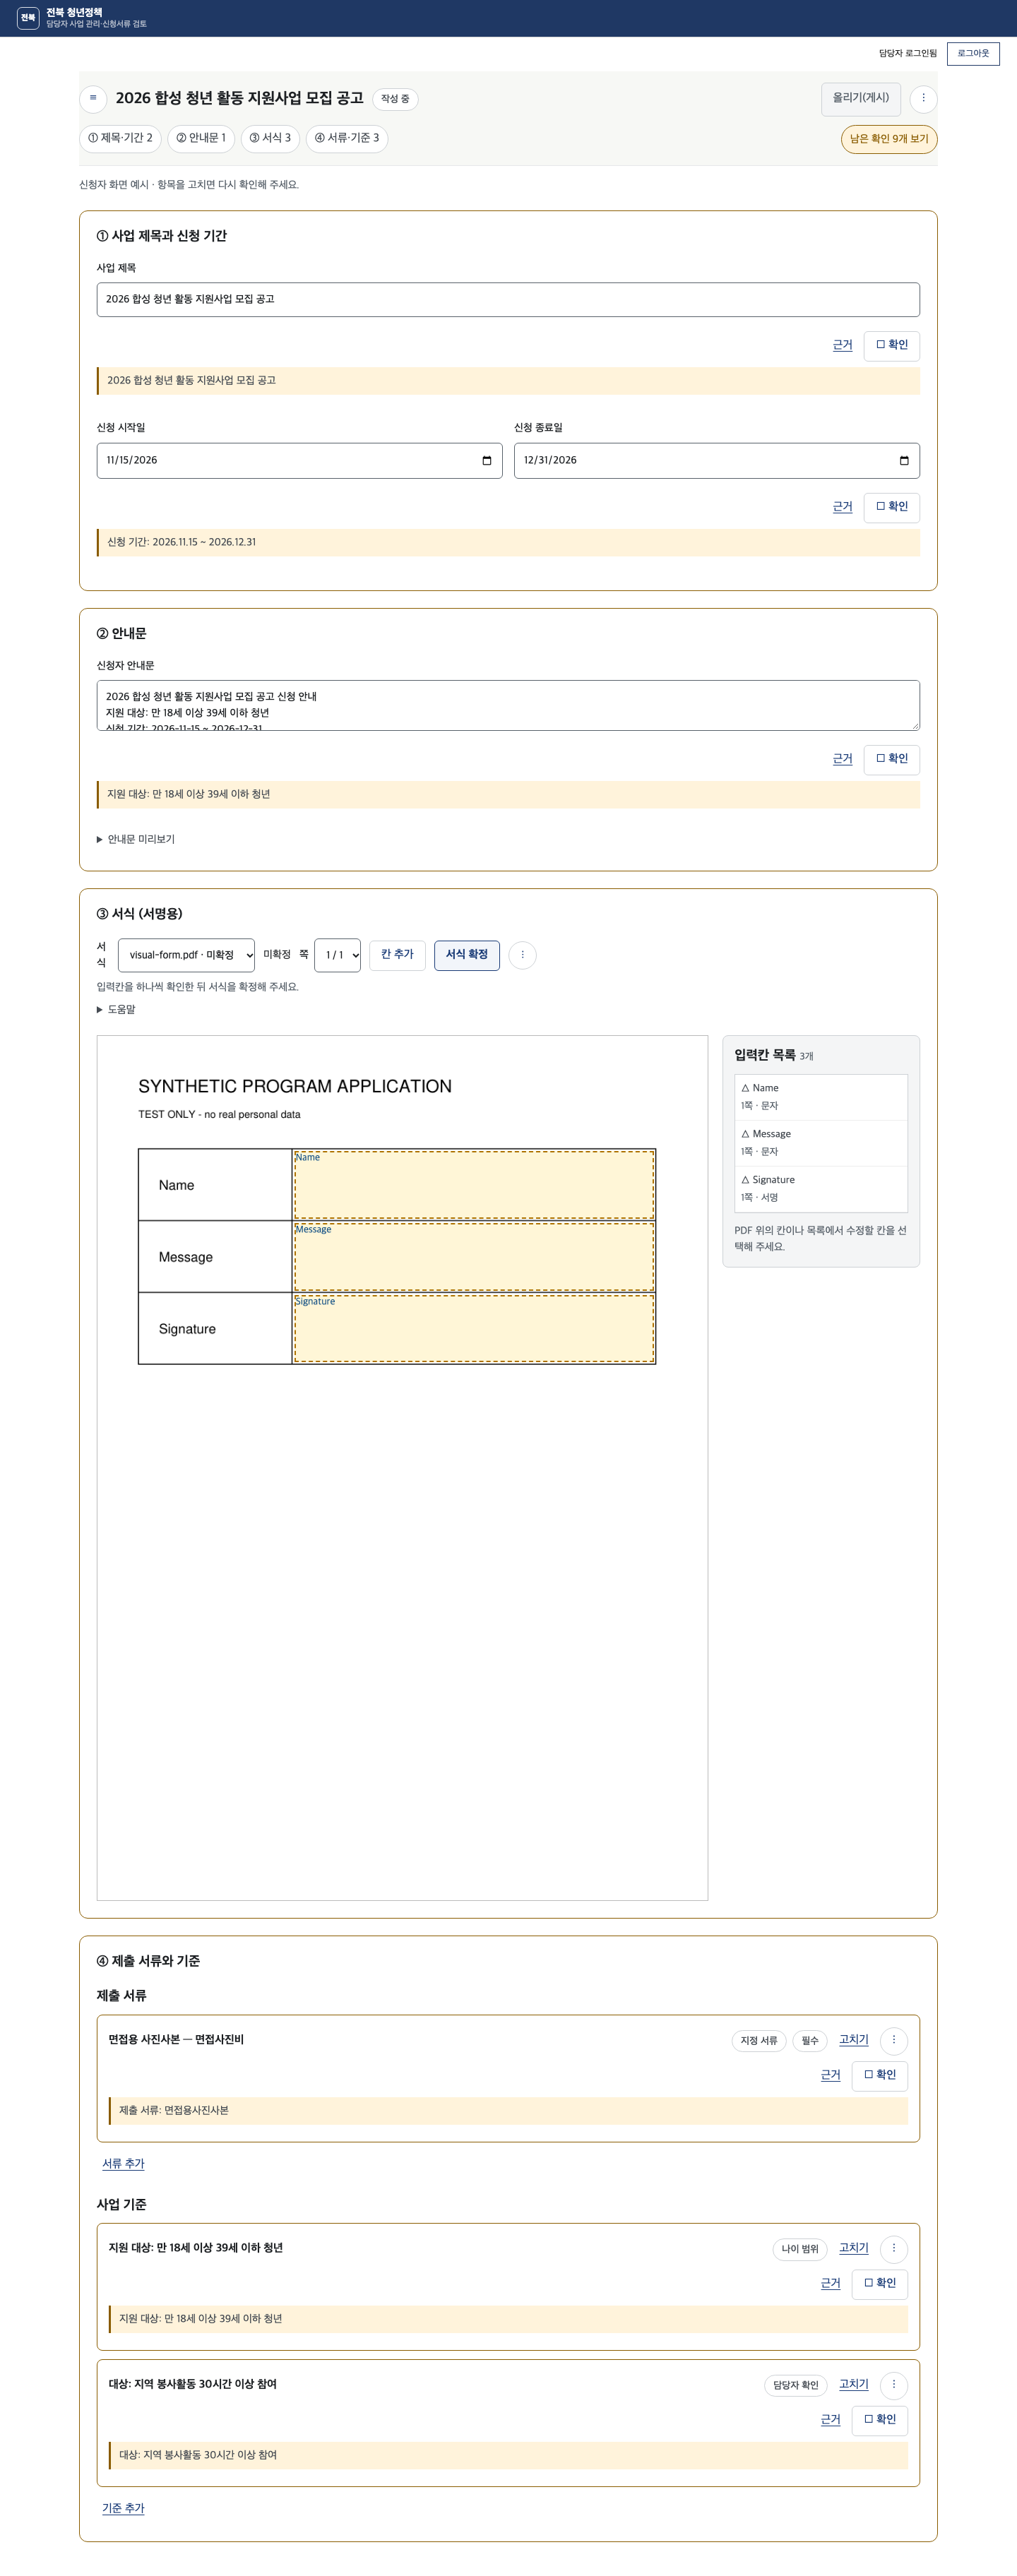 전북
전북 청년정책
담당자 사업 관리·신청서류 검토
담당자 로그인됨
로그아웃
≡
2026 합성 청년 활동 지원사업 모집 공고
작성 중
올리기(게시)
⋮
① 제목·기간 2
② 안내문 1
③ 서식 3
④ 서류·기준 3
남은 확인 9개 보기
신청자 화면 예시 · 항목을 고치면 다시 확인해 주세요.
① 사업 제목과 신청 기간
사업 제목
2026 합성 청년 활동 지원사업 모집 공고
근거
☐ 확인
2026 합성 청년 활동 지원사업 모집 공고
신청 시작일
신청 종료일
11/15/2026
12/31/2026
근거
☐ 확인
신청 기간: 2026.11.15 ~ 2026.12.31
② 안내문
신청자 안내문
2026 합성 청년 활동 지원사업 모집 공고 신청 안내
지원 대상: 만 18세 이상 39세 이하 청년
신청 기간: 2026-11-15 ~ 2026-12-31
근거
☐ 확인
지원 대상: 만 18세 이상 39세 이하 청년
▶ 안내문 미리보기
③ 서식 (서명용)
서식
visual-form.pdf · 미확정
미확정
쪽
1 / 1
칸 추가
서식 확정
⋮
입력칸을 하나씩 확인한 뒤 서식을 확정해 주세요.
▶ 도움말
SYNTHETIC PROGRAM APPLICATION
TEST ONLY - no real personal data
Name
Name
Message
Message
Signature
Signature
입력칸 목록 3개
△ Name
1쪽 · 문자
△ Message
1쪽 · 문자
△ Signature
1쪽 · 서명
PDF 위의 칸이나 목록에서 수정할 칸을 선
택해 주세요.
④ 제출 서류와 기준
제출 서류
면접용 사진사본 — 면접사진비
지정 서류
필수
고치기
⋮
근거
☐ 확인
제출 서류: 면접용사진사본
서류 추가
사업 기준
지원 대상: 만 18세 이상 39세 이하 청년
나이 범위
고치기
⋮
근거
☐ 확인
지원 대상: 만 18세 이상 39세 이하 청년
대상: 지역 봉사활동 30시간 이상 참여
담당자 확인
고치기
⋮
근거
☐ 확인
대상: 지역 봉사활동 30시간 이상 참여
기준 추가